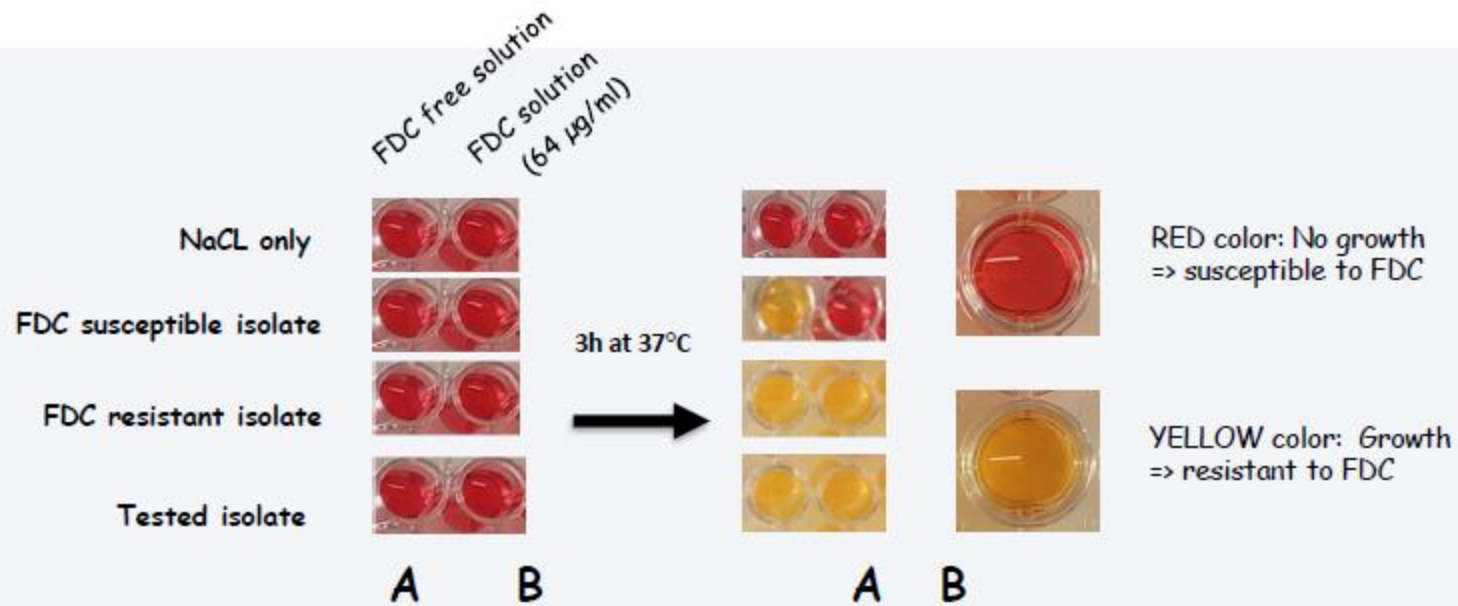 FDC free solution
FDC solution
(64 µg/ml)
NaCL only
FDC susceptible isolate
FDC resistant isolate
Tested isolate
A B
3h at 37°C
A B
RED color: No growth
=> susceptible to FDC
YELLOW color: Growth
=> resistant to FDC